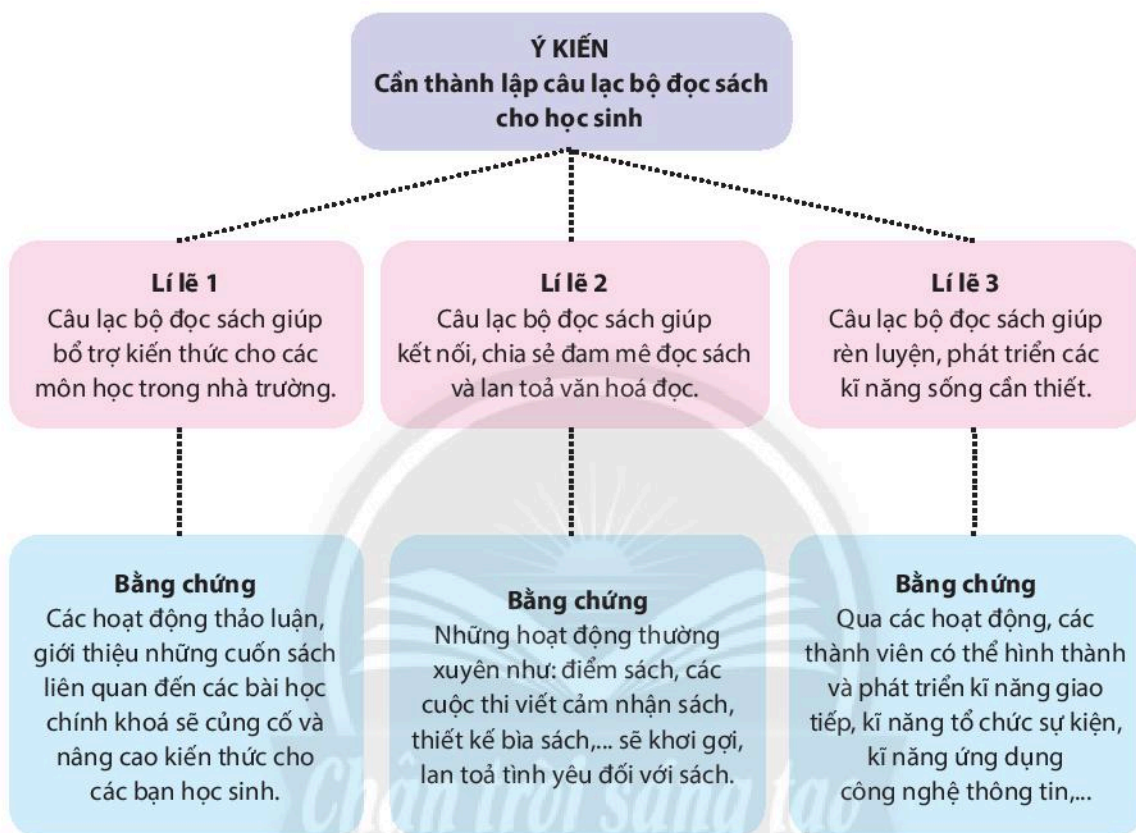 Ý KIẾN
Cần thành lập câu lạc bộ đọc sách
cho học sinh
Lí lẽ 1
Câu lạc bộ đọc sách giúp
bổ trợ kiến thức cho các
môn học trong nhà trường.
Lí lẽ 2
Câu lạc bộ đọc sách giúp
kết nối, chia sẻ đam mê đọc sách
và lan toả văn hoá đọc.
Lí lẽ 3
Câu lạc bộ đọc sách giúp
rèn luyện, phát triển các
kĩ năng sống cần thiết.
Bằng chứng
Các hoạt động thảo luận,
giới thiệu những cuốn sách
liên quan đến các bài học
chính khoá sẽ củng cố và
nâng cao kiến thức cho
các bạn học sinh.
Bằng chứng
Những hoạt động thường
xuyên như: điểm sách, các
cuộc thi viết cảm nhận sách,
thiết kế bìa sách,... sẽ khơi gợi,
lan toả tình yêu đối với sách.
Bằng chứng
Qua các hoạt động, các
thành viên có thể hình thành
và phát triển kĩ năng giao
tiếp, kĩ năng tổ chức sự kiện,
kĩ năng ứng dụng
công nghệ thông tin,...
Chân trời sáng tạo